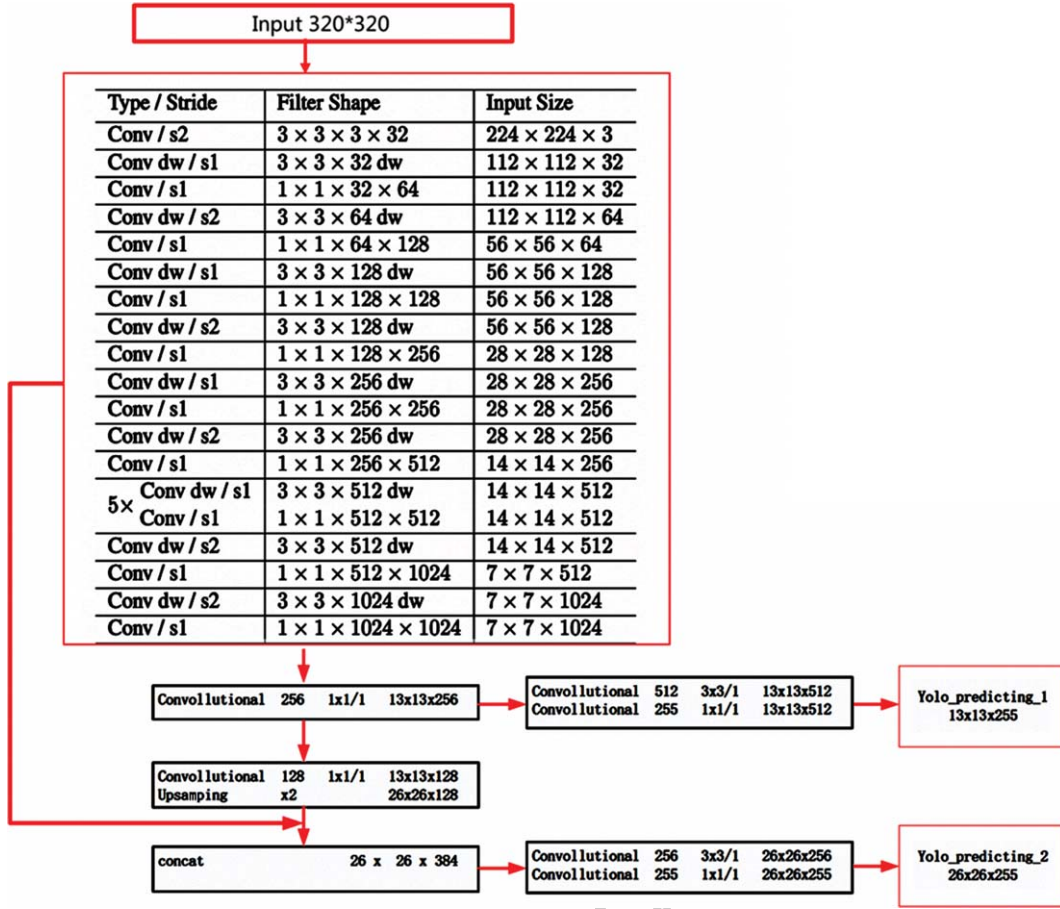 Input 320*320
Type / Stride Filter Shape Input Size
Conv / s2 3 × 3 × 3 × 32 224 × 224 × 3
Conv dw / s1 3 × 3 × 32 dw 112 × 112 × 32
Conv / s1 1 × 1 × 32 × 64 112 × 112 × 32
Conv dw / s2 3 × 3 × 64 dw 112 × 112 × 64
Conv / s1 1 × 1 × 64 × 128 56 × 56 × 64
Conv dw / s1 3 × 3 × 128 dw 56 × 56 × 128
Conv / s1 1 × 1 × 128 × 128 56 × 56 × 128
Conv dw / s2 3 × 3 × 128 dw 56 × 56 × 128
Conv / s1 1 × 1 × 128 × 256 28 × 28 × 128
Conv dw / s1 3 × 3 × 256 dw 28 × 28 × 256
Conv / s1 1 × 1 × 256 × 256 28 × 28 × 256
Conv dw / s2 3 × 3 × 256 dw 28 × 28 × 256
Conv / s1 1 × 1 × 256 × 512 14 × 14 × 256
5× Conv dw / s1 3 × 3 × 512 dw 14 × 14 × 512
Conv / s1 1 × 1 × 512 × 512 14 × 14 × 512
Conv dw / s2 3 × 3 × 512 dw 14 × 14 × 512
Conv / s1 1 × 1 × 512 × 1024 7 × 7 × 512
Conv dw / s2 3 × 3 × 1024 dw 7 × 7 × 1024
Conv / s1 1 × 1 × 1024 × 1024 7 × 7 × 1024
Convollutional 256 1x1/1 13x13x256
Convollutional 512 3x3/1 13x13x512
Convollutional 255 1x1/1 13x13x512
Yolo_predicting_1
13x13x255
Convollutional 128 1x1/1 13x13x128
Upsamping x2 26x26x128
concat 26 x 26 x 384
Convollutional 256 3x3/1 26x26x256
Convollutional 255 1x1/1 26x26x255
Yolo_predicting_2
26x26x255